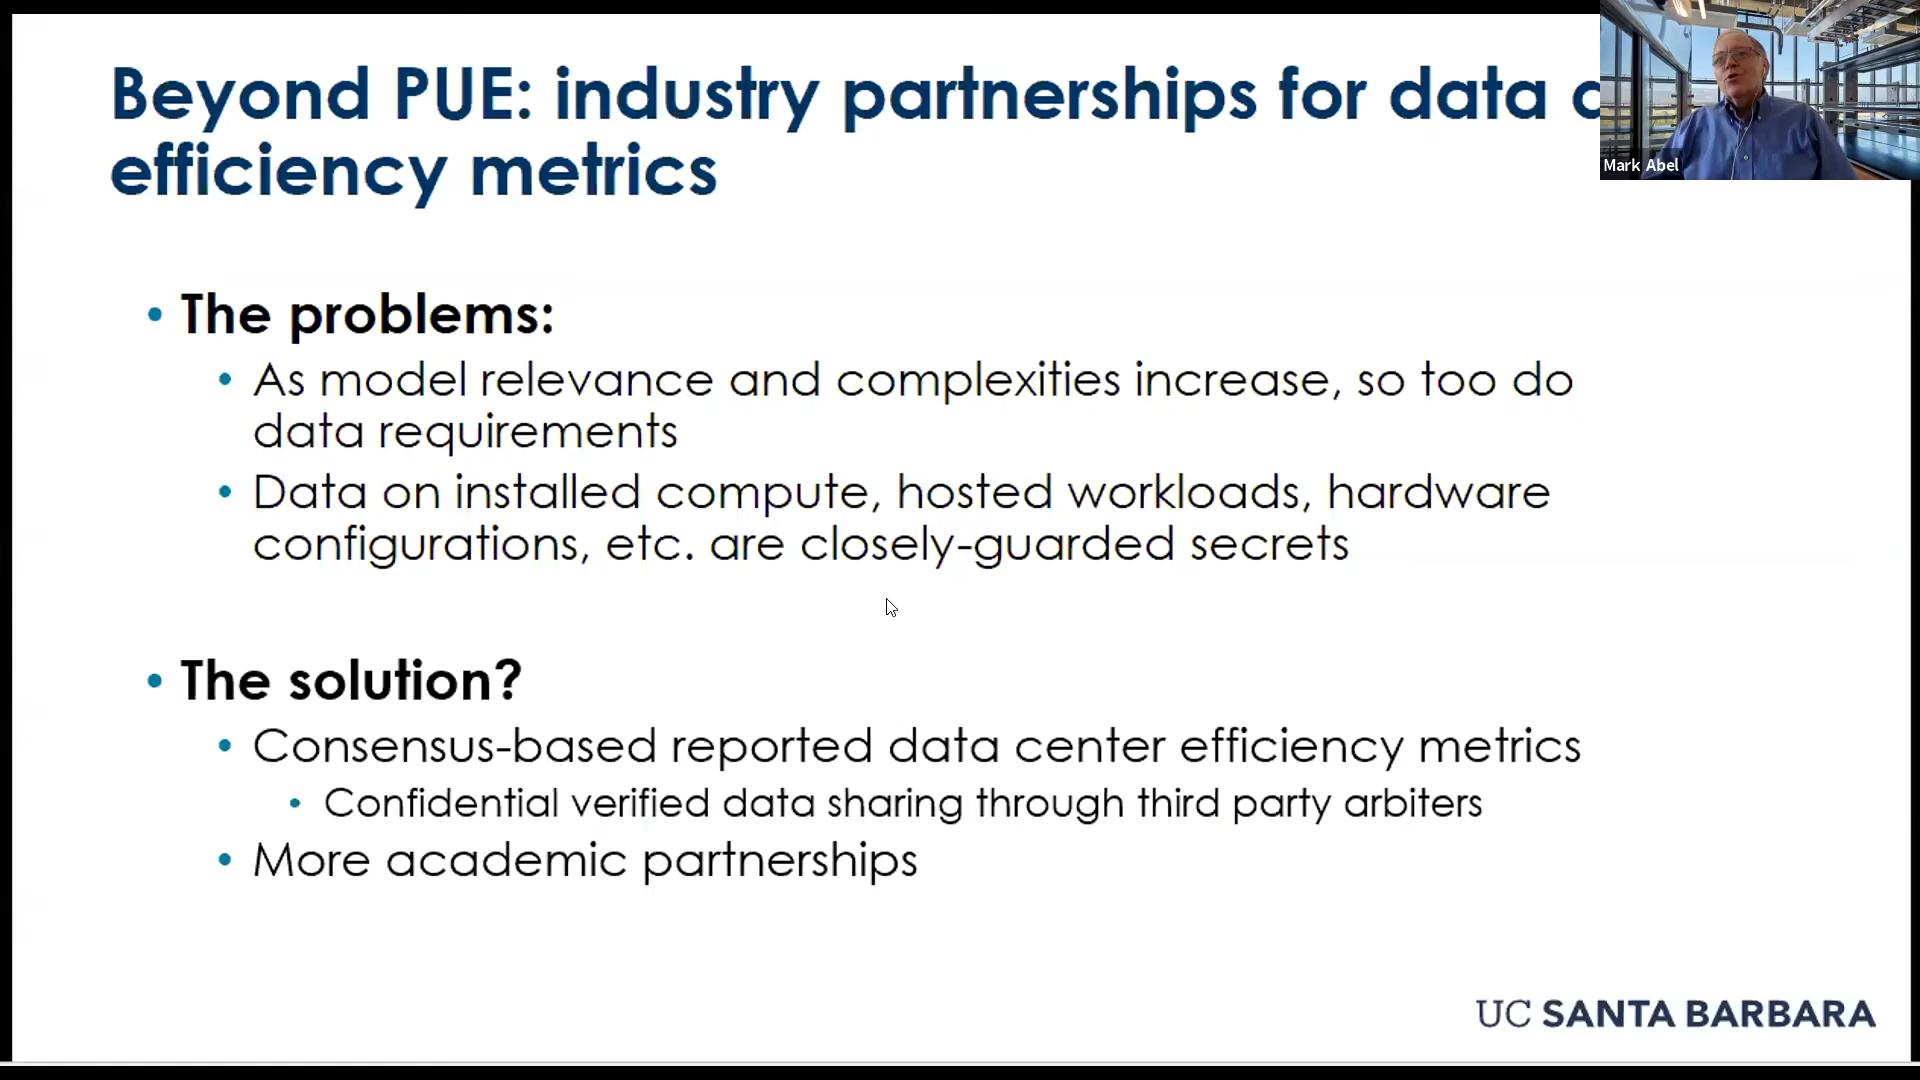 Beyond PUE: industry partnerships for data
efficiency metrics
Mark Abel
• The problems:
• As model relevance and complexities increase, so too do
data requirements
• Data on installed compute, hosted workloads, hardware
configurations, etc. are closely-guarded secrets
• The solution?
• Consensus-based reported data center efficiency metrics
• Confidential verified data sharing through third party arbiters
• More academic partnerships
UC SANTA BARBARA